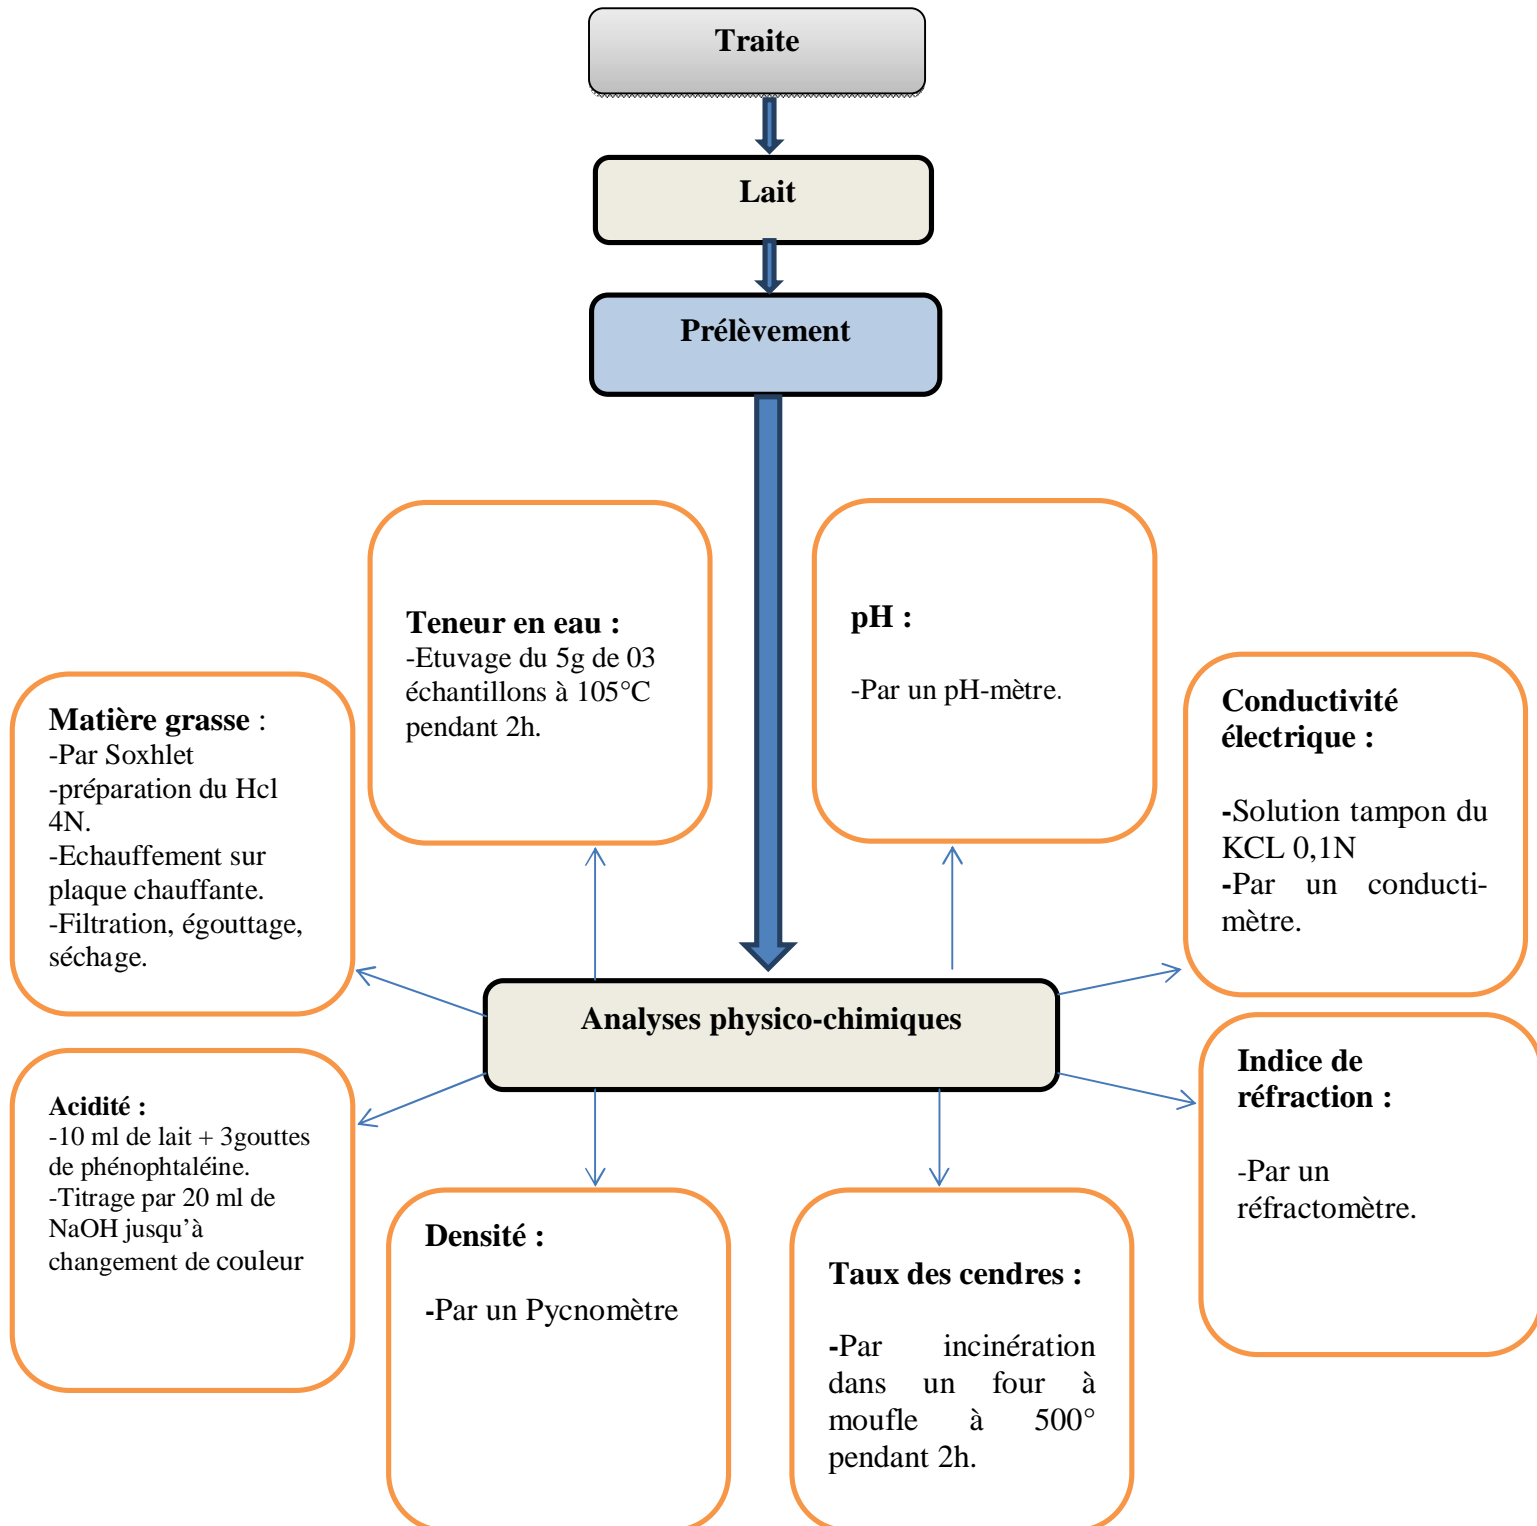 Traite
Lait
Prélèvement
Teneur en eau :
-Etuvage du 5g de 03
échantillons à 105°C
pendant 2h.
pH :
-Par un pH-mètre.
Matière grasse :
-Par Soxhlet
-préparation du Hcl
4N.
-Echauffement sur
plaque chauffante.
-Filtration, égouttage,
séchage.
Conductivité
électrique :
-Solution tampon du
KCL 0,1N
-Par un conducti-
mètre.
Analyses physico-chimiques
Acidité :
-10 ml de lait + 3gouttes
de phénophtaléine.
-Titrage par 20 ml de
NaOH jusqu’à
changement de couleur
Indice de
réfraction :
-Par un
réfractomètre.
Densité :
-Par un Pycnomètre
Taux des cendres :
-Par incinération
dans un four à
moufle à 500°
pendant 2h.